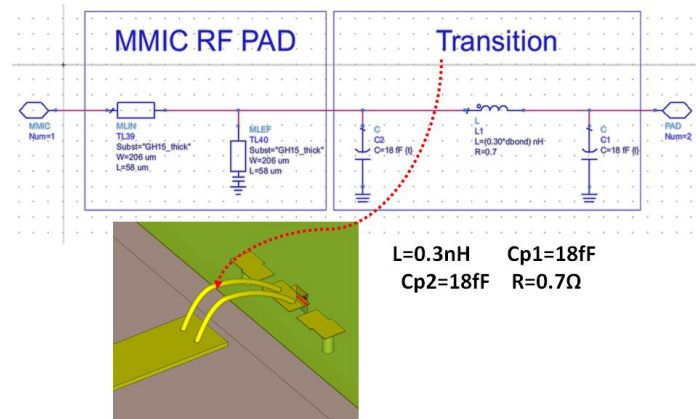 MMIC RF PAD
Transition
MMIC
Num=1
MLIN
TL39
Subst="GH15_thick"
W=206 um
L=58 um
MLEF
TL40
Subst="GH15_thick"
W=206 um
L=58 um
C
C2
C=18 fF {t}
L
L1
L=(0.30*dbond) nH
R=0.7
C
C1
C=18 fF {t}
PAD
Num=2
L=0.3nH Cp1=18fF
Cp2=18fF R=0.7Ω